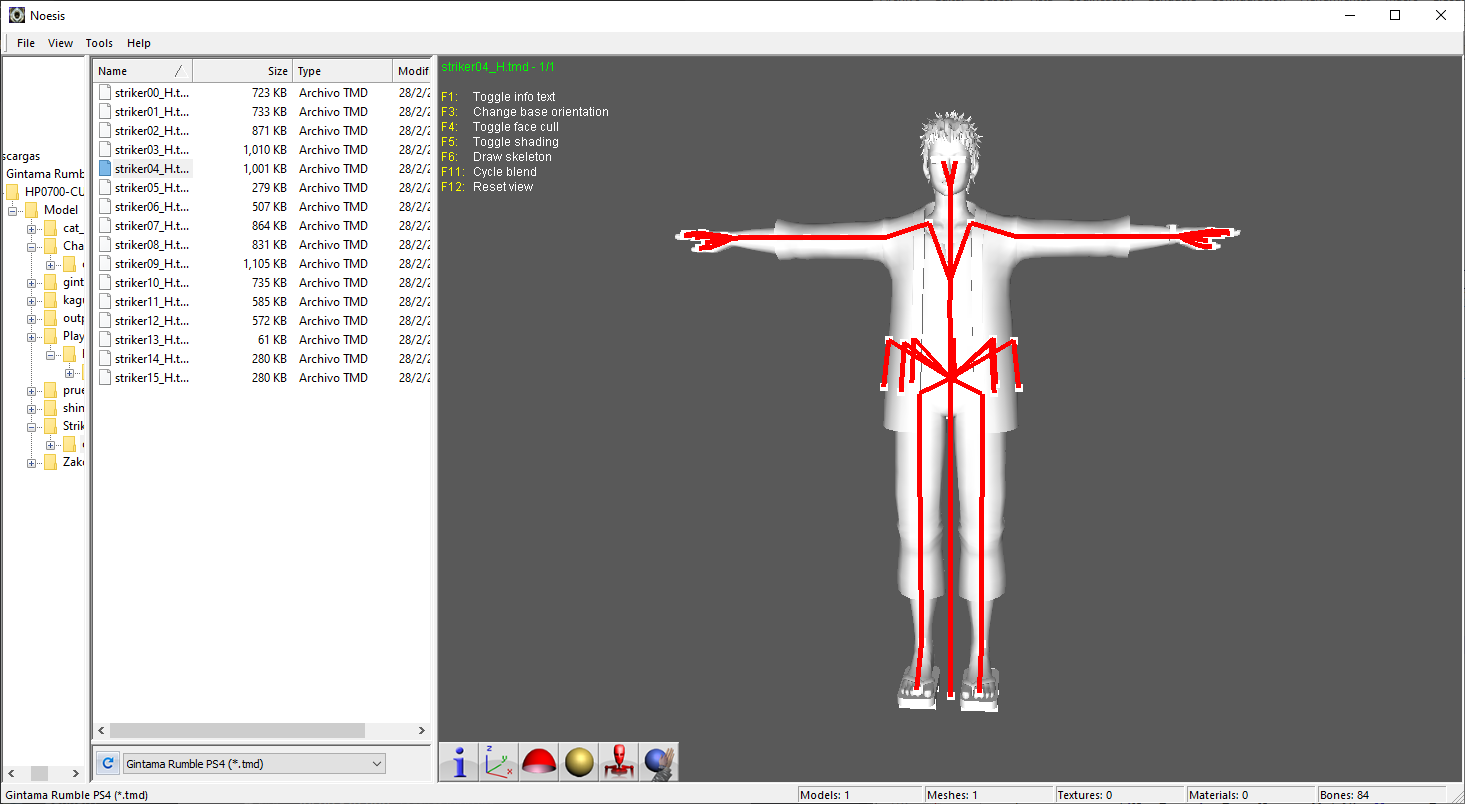 Noesis
File View Tools Help
scargas
Gintama Rumb
HP0700-CU
Model
cat_
Cha
gint
kagu
outp
Play
prue
shin
Strik
Zako
Name Size Type Modif
striker00_H.t... 723 KB Archivo TMD 28/2/2
striker01_H.t... 733 KB Archivo TMD 28/2/2
striker02_H.t... 871 KB Archivo TMD 28/2/2
striker03_H.t... 1,010 KB Archivo TMD 28/2/2
striker04_H.t... 1,001 KB Archivo TMD 28/2/2
striker05_H.t... 279 KB Archivo TMD 28/2/2
striker06_H.t... 507 KB Archivo TMD 28/2/2
striker07_H.t... 864 KB Archivo TMD 28/2/2
striker08_H.t... 831 KB Archivo TMD 28/2/2
striker09_H.t... 1,105 KB Archivo TMD 28/2/2
striker10_H.t... 735 KB Archivo TMD 28/2/2
striker11_H.t... 585 KB Archivo TMD 28/2/2
striker12_H.t... 572 KB Archivo TMD 28/2/2
striker13_H.t... 61 KB Archivo TMD 28/2/2
striker14_H.t... 280 KB Archivo TMD 28/2/2
striker15_H.t... 280 KB Archivo TMD 28/2/2
Gintama Rumble PS4 (*.tmd)
striker04_H.tmd - 1/1
F1: Toggle info text
F3: Change base orientation
F4: Toggle face cull
F5: Toggle shading
F6: Draw skeleton
F11: Cycle blend
F12: Reset view
z y x
Gintama Rumble PS4 (*.tmd) Models: 1 Meshes: 1 Textures: 0 Materials: 0 Bones: 84